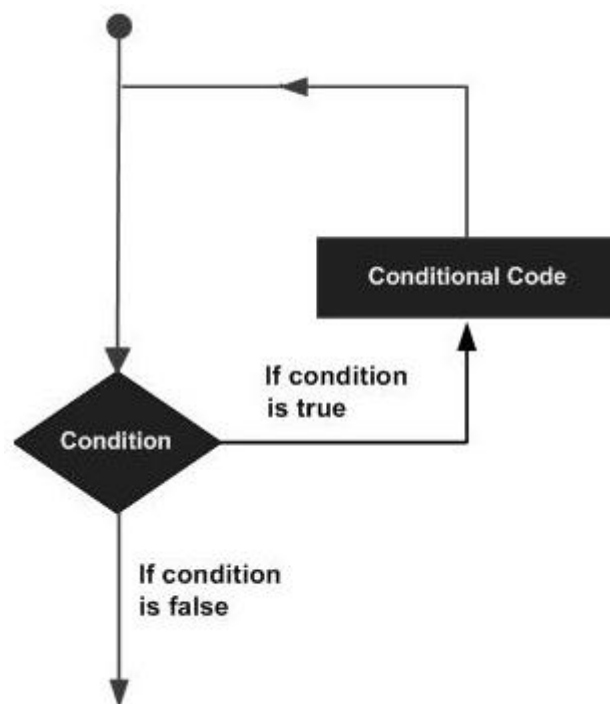 Conditional Code
If condition
is true
Condition
If condition
is false